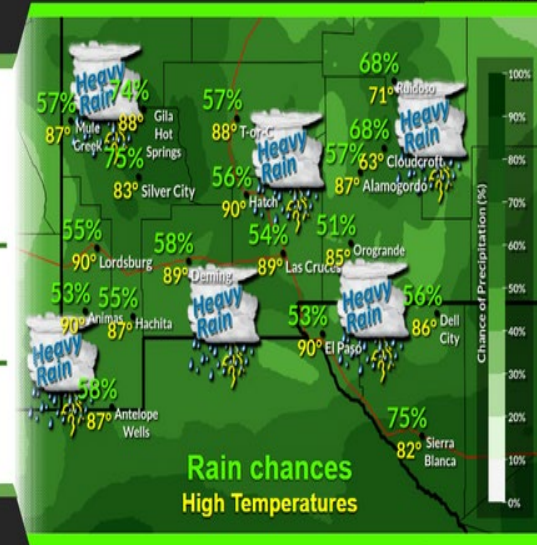 68%
71° Ruidoso
Heavy
Rain
74%
88° Gila
Hot
Springs
57%
87° Mule
Creek
75%
83° Silver City
57%
88° T-or-C
Heavy
Rain
Heavy
Rain
68%
63° Cloudcroft
57%
87° Alamogordo
56%
90° Hatch
55%
90° Lordsburg
58%
89° Deming
54%
89° Las Cruces
51%
85° Orogrande
53%
90° Animas
55%
87° Hachita
Heavy
Rain
Heavy
Rain
Heavy
Rain
53%
90° El Paso
56%
86° Dell
City
58%
87° Antelope
Wells
75%
82° Sierra
Blanca
Rain chances
High Temperatures
Chance of Precipitation (%)
100%
90%
80%
70%
60%
50%
40%
30%
20%
10%
0%